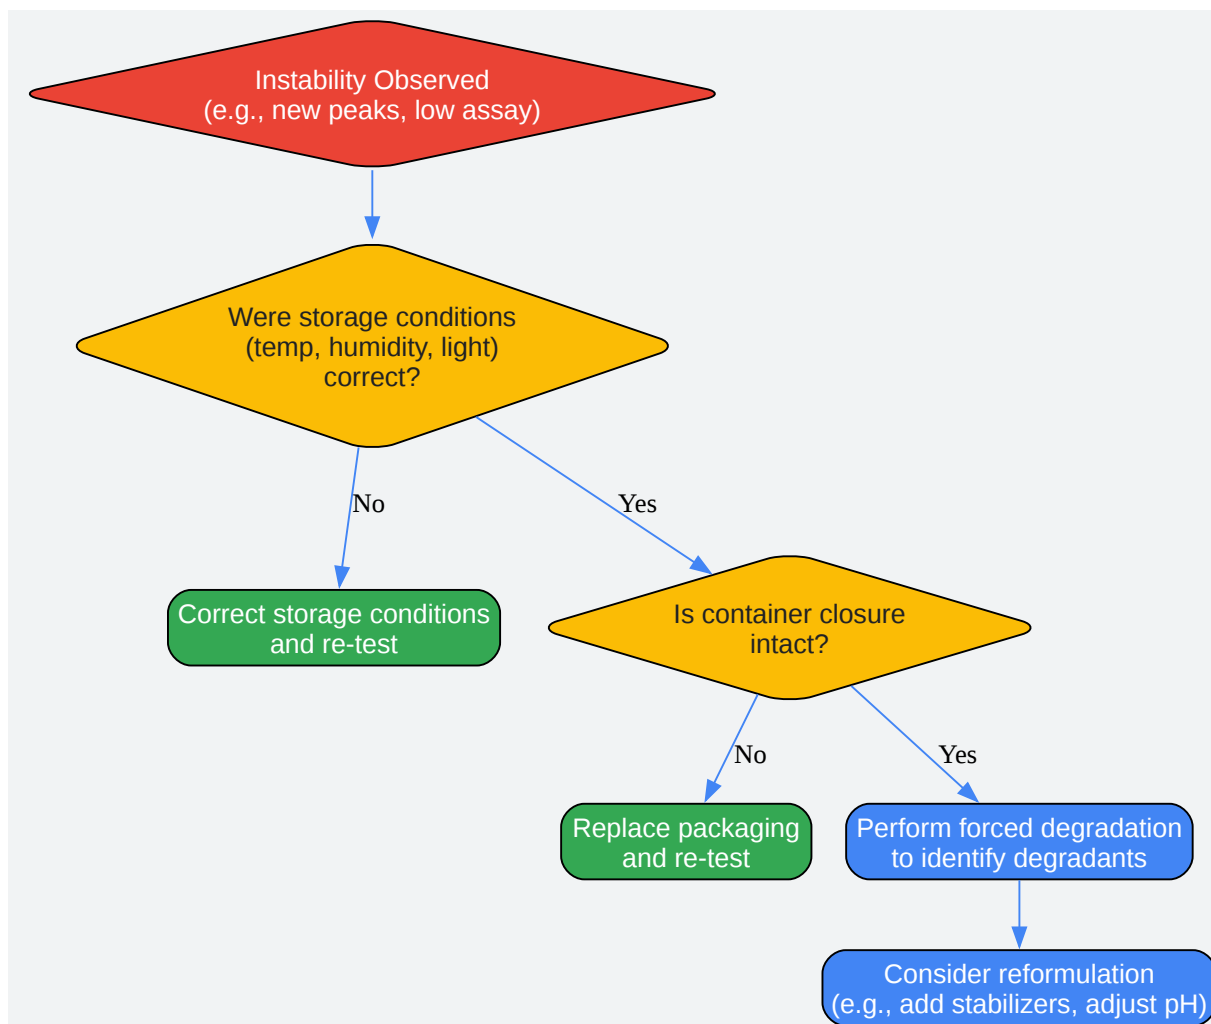 Instability Observed
(e.g., new peaks, low assay)
Were storage conditions
(temp, humidity, light)
correct?
No
Yes
Correct storage conditions
and re-test
Is container closure
intact?
No
Yes
Replace packaging
and re-test
Perform forced degradation
to identify degradants
Consider reformulation
(e.g., add stabilizers, adjust pH)